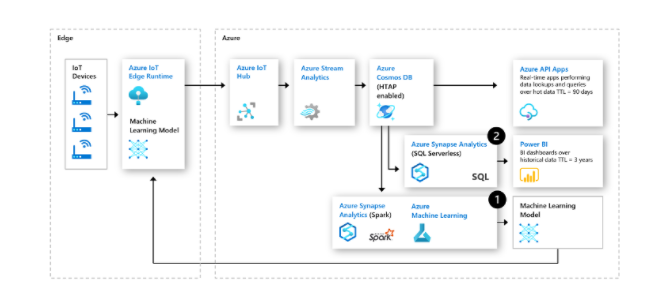 Edge
Azure
IoT
Devices
Azure IoT
Edge Runtime
Machine
Learning Model
Azure IoT
Hub
Azure Stream
Analytics
Azure
Cosmos DB
(HTAP
enabled)
Azure API Apps
Real-time apps performing
data lookups and queries
over hot data TTL = 90 days
2
Azure Synapse Analytics
(SQL Serverless)
SQL
Power BI
BI dashboards over
historical data TTL = 3 years
1
Azure Synapse
Analytics (Spark)
Spark
Azure
Machine Learning
Machine Learning
Model